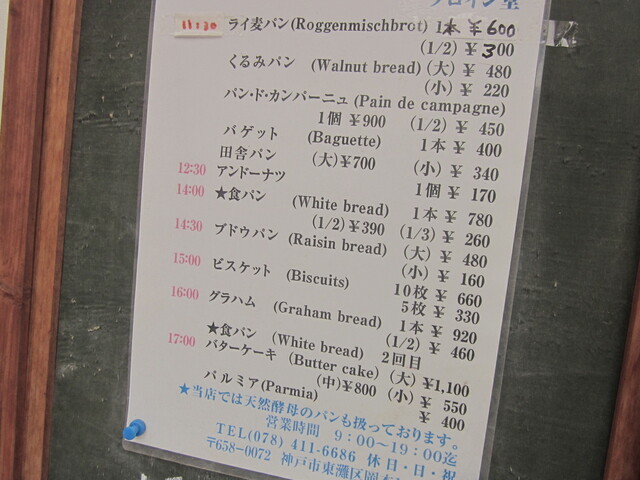 フロイン堂
11:30 ライ麦パン(Roggenmischbrot) 1本 ¥600
(1/2) ¥300
くるみパン (Walnut bread) (大) ¥ 480
(小) ¥ 220
パン・ド・カンパーニュ(Pain de campagne)
1個 ¥900 (1/2) ¥ 450
バゲット (Baguette) 1本 ¥ 400
田舎パン (大)¥700 (小) ¥ 340
12:30 アンドーナツ 1個 ¥ 170
14:00 ★食パン (White bread) 1本 ¥ 780
(1/2)¥390 (1/3) ¥ 260
14:30 ブドウパン (Raisin bread) (大) ¥ 480
(小) ¥ 160
15:00 ビスケット (Biscuits) 10枚 ¥ 660
5枚 ¥ 330
16:00 グラハム (Graham bread) 1本 ¥ 920
(1/2) ¥ 460
★食パン (White bread) 2回目
17:00 バターケーキ (Butter cake) (大) ¥1,100
(中)¥800 (小) ¥ 550
パルミア(Parmia) ¥ 400
★当店では天然酵母のパンも扱っております。
営業時間 9:00～19:00迄
TEL(078) 411-6686 休日・日・祝
〒658-0072 神戸市東灘区岡本